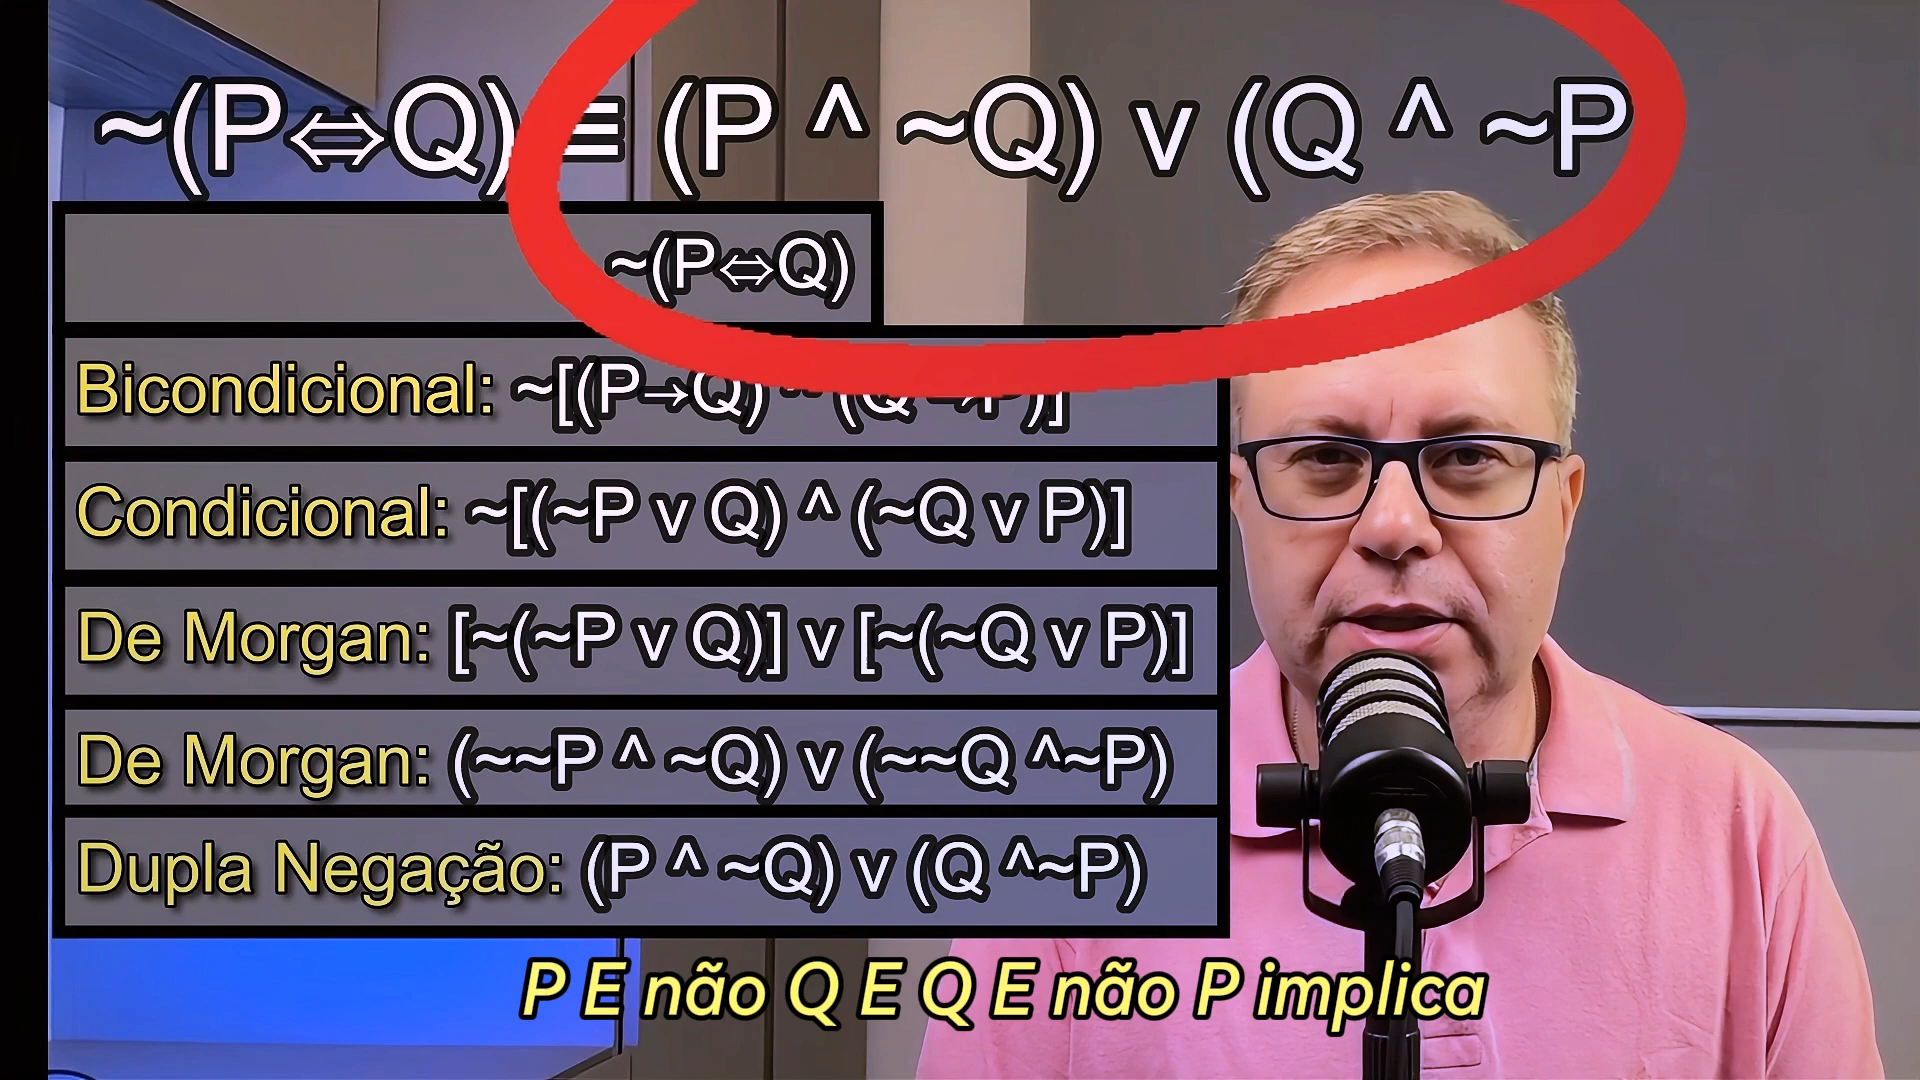 ~(P⇔Q) ≡ (P ^ ~Q) v (Q ^ ~P
~(P⇔Q)
Bicondicional: ~[(P→Q) ^ (Q→P)]
Condicional: ~[(~P v Q) ^ (~Q v P)]
De Morgan: [~(~P v Q)] v [~(~Q v P)]
De Morgan: (~~P ^ ~Q) v (~~Q ^~P)
Dupla Negação: (P ^ ~Q) v (Q ^~P)
P E não Q E Q E não P implica